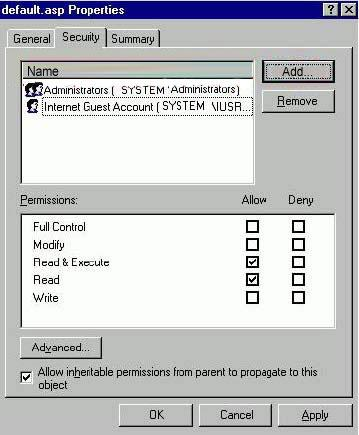 default.asp Properties
General Security Summary
Name
Add...
Administrators ( SYSTEM \Administrators)
Internet Guest Account ( SYSTEM \IUSR...
Remove
Permissions: Allow Deny
Full Control
Modify
Read & Execute
Read
Write
Advanced...
Allow inheritable permissions from parent to propagate to this
object
OK Cancel Apply